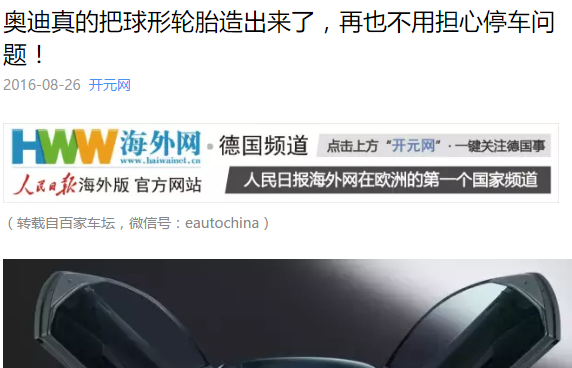 奥迪真的把球形轮胎造出来了，再也不用担心停车问
题！
2016-08-26 开元网
HWW 海外网 www.haiwainet.cn 德国频道 点击上方“开元网”·一键关注德国事
人民日报海外版 官方网站 人民日报海外网在欧洲的第一个国家频道
（转载自百家车坛，微信号：eautochina）